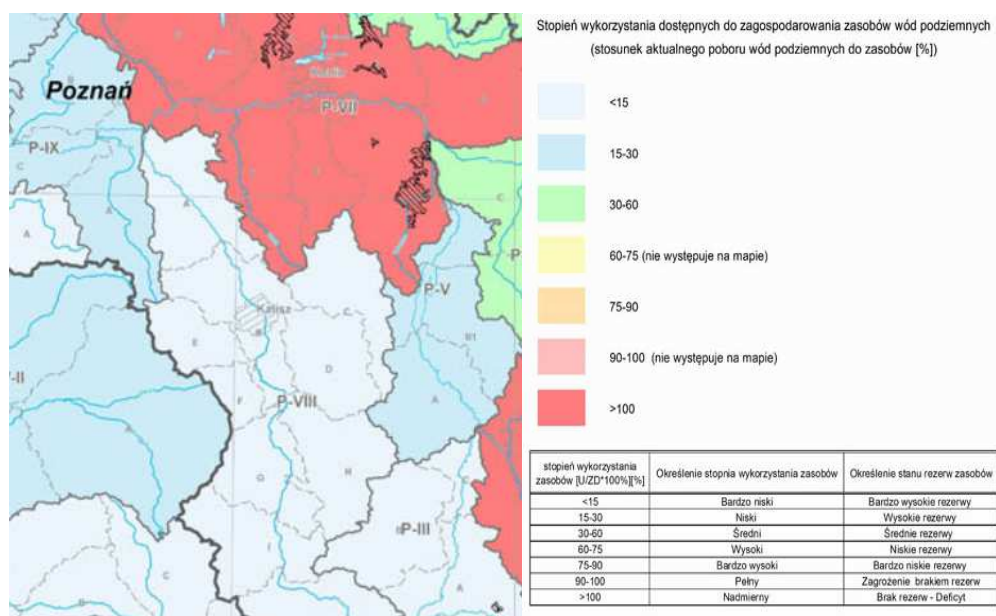 Poznań
Konin
P-VII
P-IX
C
A
A
A
C
P-V
Kalisz
C
E
B
D
F
P-VIII
A
G
H
I
P-III
A
C
Stopień wykorzystania dostępnych do zagospodarowania zasobów wód podziemnych
(stosunek aktualnego poboru wód podziemnych do zasobów [%])
<15
15-30
30-60
60-75 (nie występuje na mapie)
75-90
90-100 (nie występuje na mapie)
>100
stopień wykorzystania zasobów [U/ZD*100%][%] Określenie stopnia wykorzystania zasobów Określenie stanu rezerw zasobów
<15 Bardzo niski Bardzo wysokie rezerwy
15-30 Niski Wysokie rezerwy
30-60 Średni Średnie rezerwy
60-75 Wysoki Niskie rezerwy
75-90 Bardzo wysoki Bardzo niskie rezerwy
90-100 Pełny Zagrożenie brakiem rezerw
>100 Nadmierny Brak rezerw - Deficyt